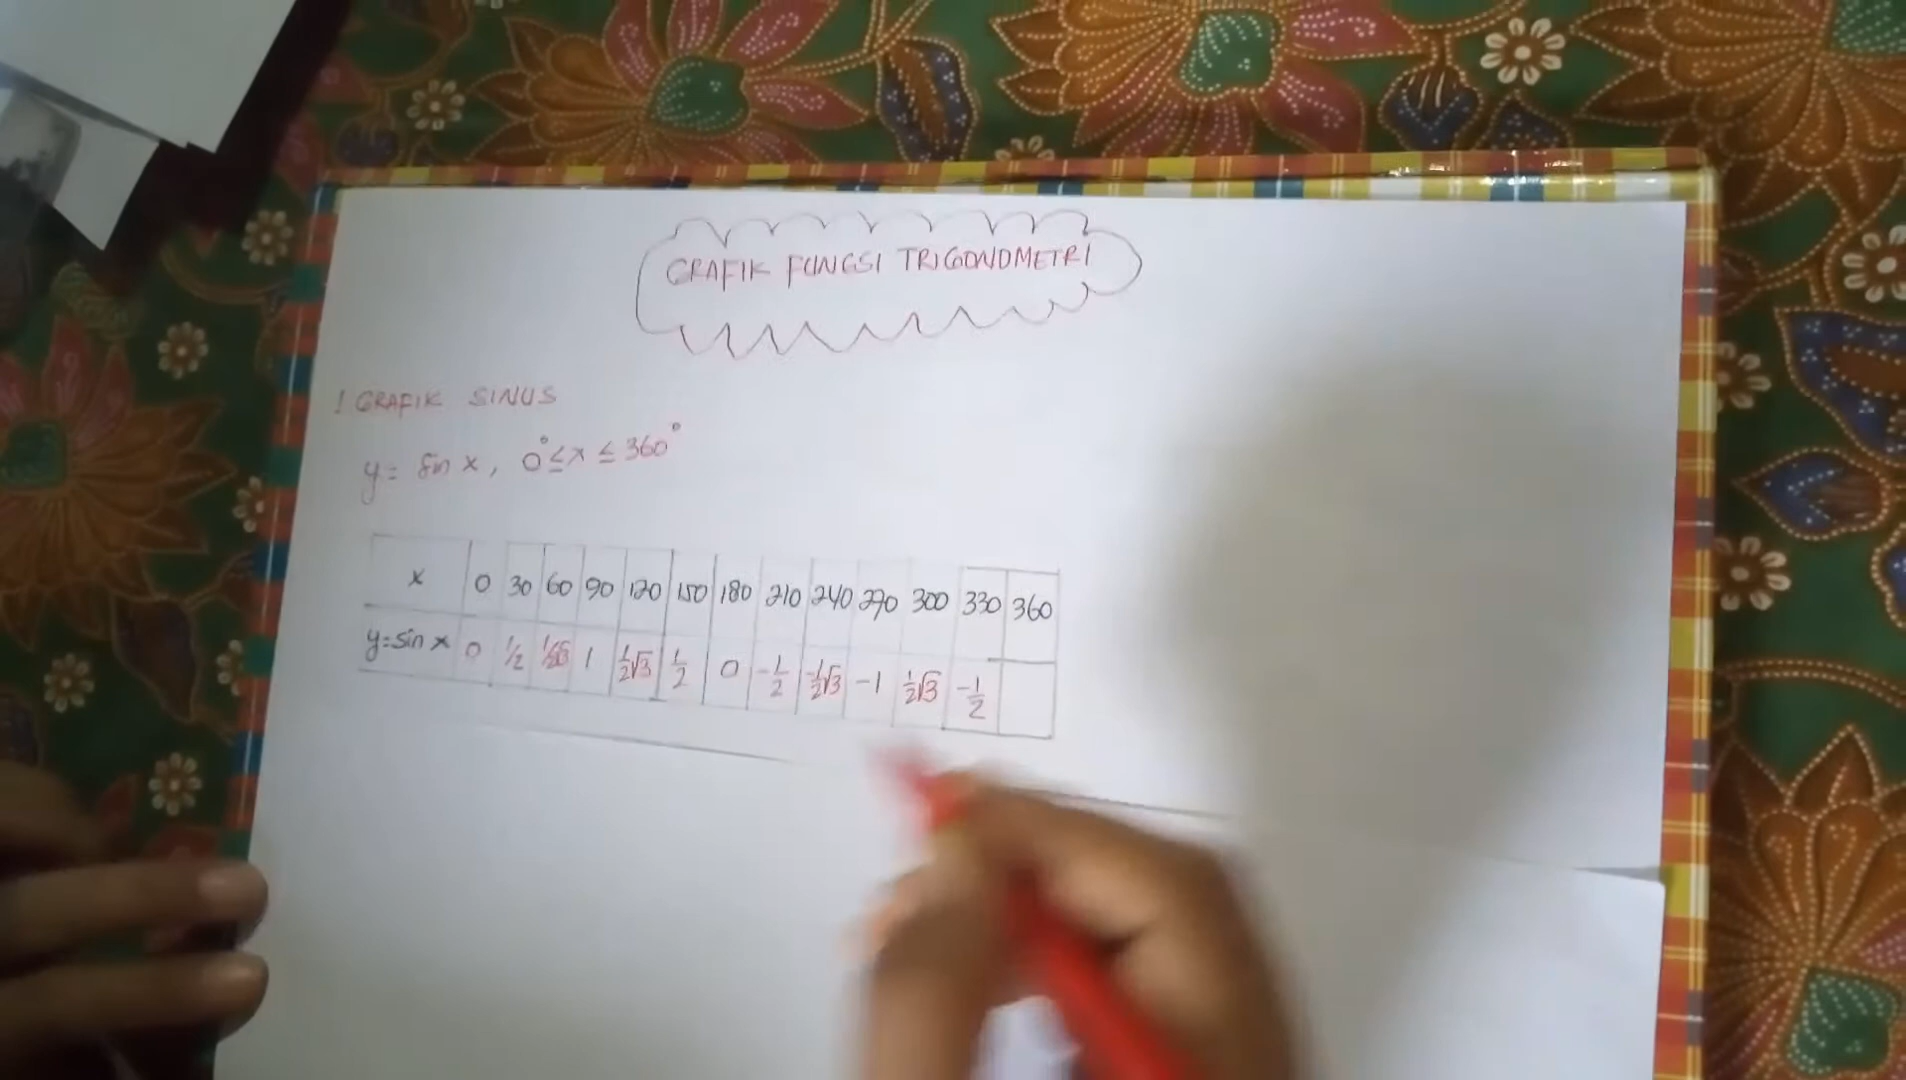 GRAFIK FUNGSI TRIGONOMETRI
! GRAFIK SINUS
y = sin x, 0° ≤ x ≤ 360°
x 0 30 60 90 120 150 180 210 240 270 300 330 360
y=sin x 0 1/2 1/2√3 1 1/2√3 1/2 0 -1/2 -1/2√3 -1 1/2√3 -1/2